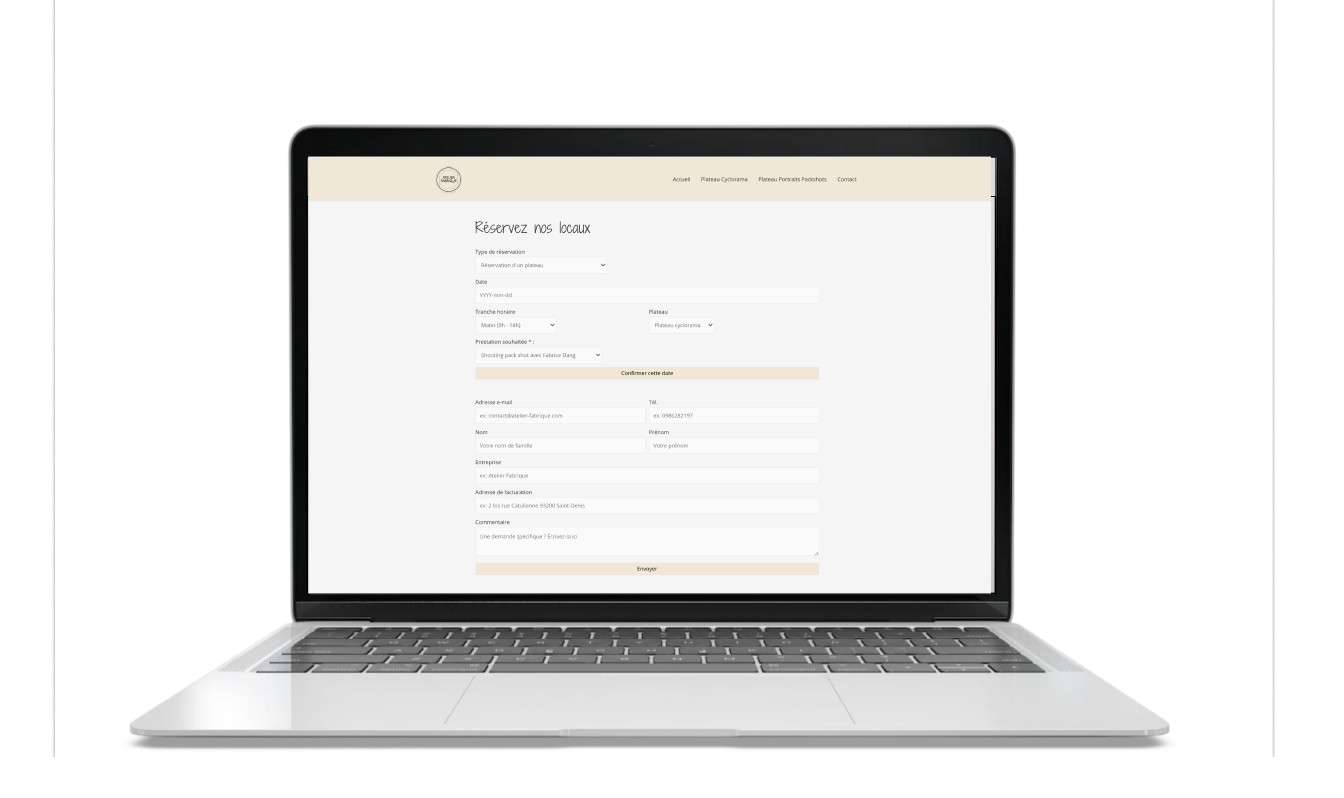 ATELIER
FABRIQUE
Accueil Plateau Cyclorama Plateau Portraits Packshots Contact
Réservez nos locaux
Type de réservation
Réservation d'un plateau
Date
YYYY-mm-dd
Tranche horaire Plateau
Matin (9h - 14h) Plateau cyclorama
Prestation souhaitée * :
Shooting pack shot avec Fabrice Dang
Confirmer cette date
Adresse e-mail Tél.
ex: contact@atelier-fabrique.com ex: 0986282197
Nom Prénom
Votre nom de famille Votre prénom
Entreprise
ex: Atelier Fabrique
Adresse de facturation
ex: 2 bis rue Catulienne 93200 Saint-Denis
Commentaire
Une demande spécifique ? Écrivez-la ici
Envoyer